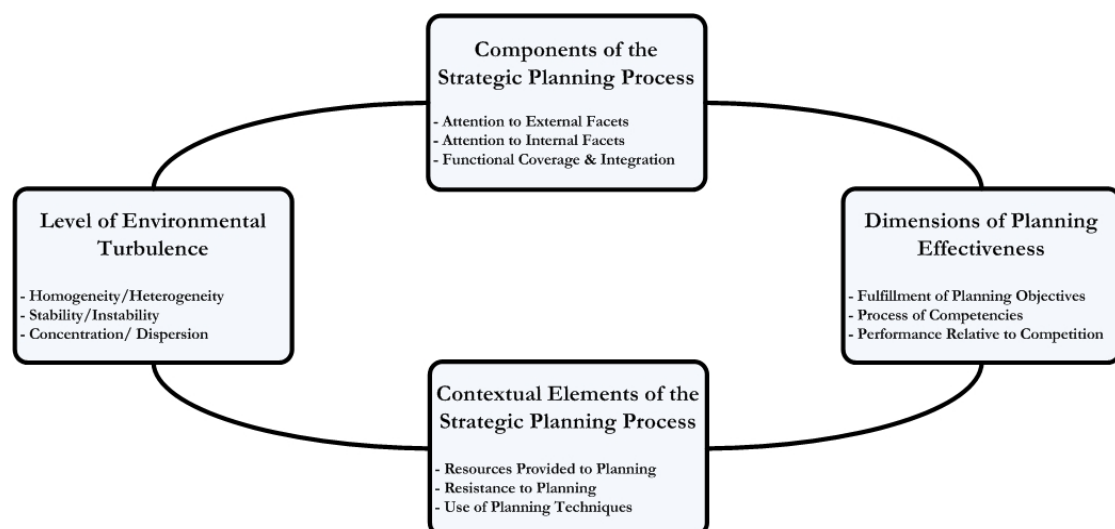 Components of the
Strategic Planning Process
- Attention to External Facets
- Attention to Internal Facets
- Functional Coverage & Integration
Level of Environmental
Turbulence
- Homogeneity/Heterogeneity
- Stability/Instability
- Concentration/ Dispersion
Dimensions of Planning
Effectiveness
- Fulfillment of Planning Objectives
- Process of Competencies
- Performance Relative to Competition
Contextual Elements of the
Strategic Planning Process
- Resources Provided to Planning
- Resistance to Planning
- Use of Planning Techniques